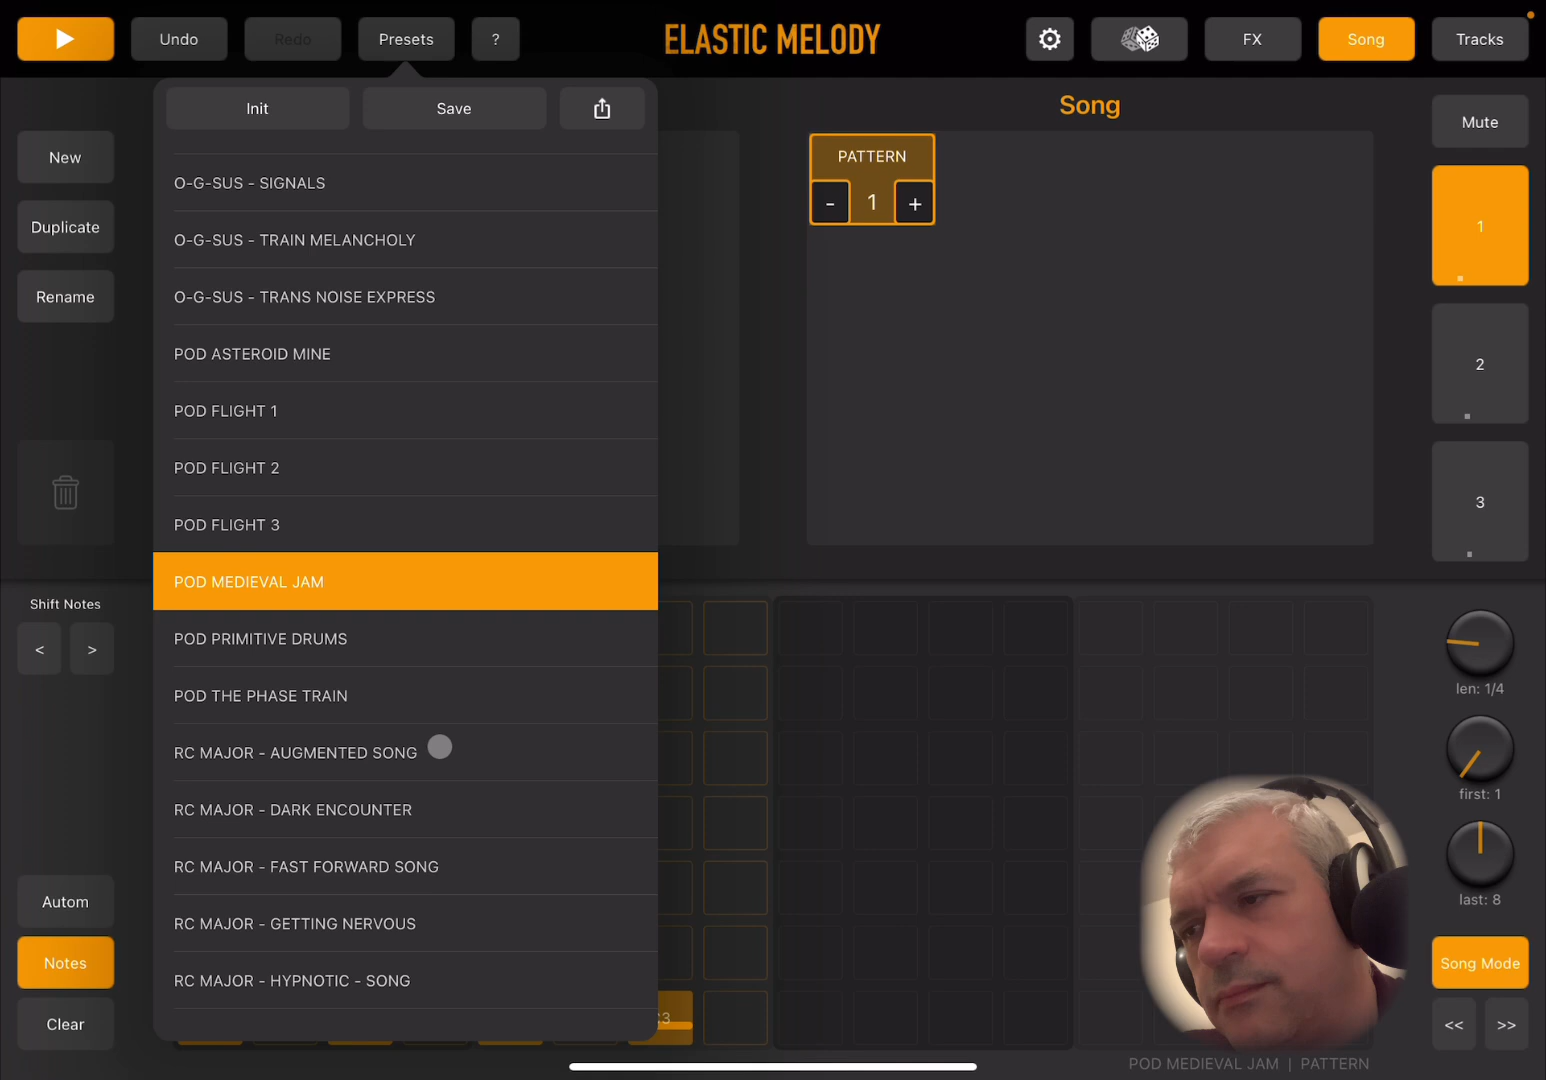 Undo
Redo
Presets
?
ELASTIC MELODY
FX
Song
Tracks
Init
Save
Song
Mute
New
Duplicate
Rename
PATTERN
- 1 +
1
2
3
O-G-SUS - SIGNALS
O-G-SUS - TRAIN MELANCHOLY
O-G-SUS - TRANS NOISE EXPRESS
POD ASTEROID MINE
POD FLIGHT 1
POD FLIGHT 2
POD FLIGHT 3
POD MEDIEVAL JAM
POD PRIMITIVE DRUMS
POD THE PHASE TRAIN
RC MAJOR - AUGMENTED SONG
RC MAJOR - DARK ENCOUNTER
RC MAJOR - FAST FORWARD SONG
RC MAJOR - GETTING NERVOUS
RC MAJOR - HYPNOTIC - SONG
Shift Notes
< >
len: 1/4
first: 1
last: 8
Autom
Notes
Clear
Song Mode
<< >>
POD MEDIEVAL JAM | PATTERN